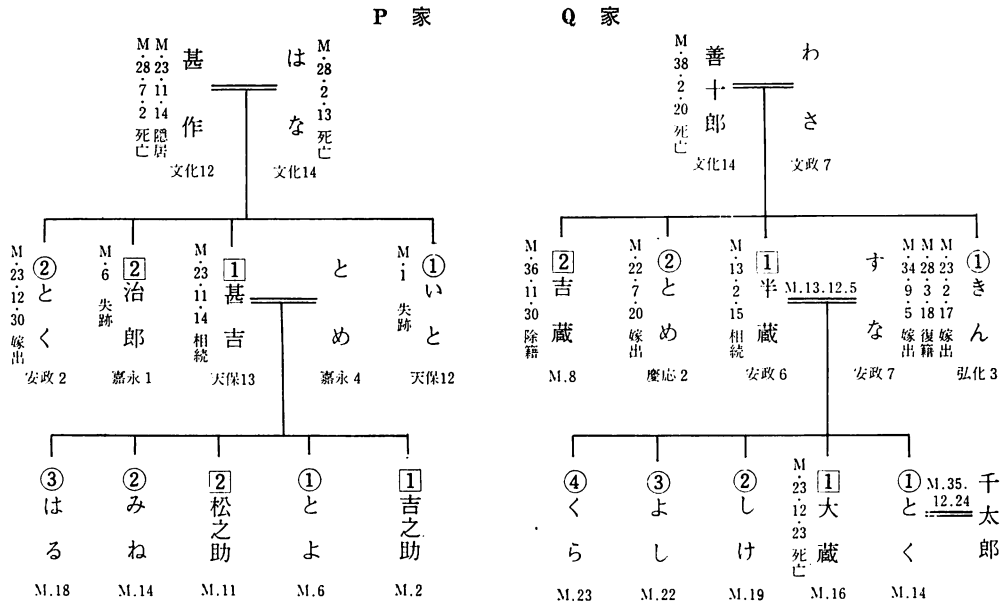 P 家
はな
M・28・2・13 死亡
文化14
甚作
M・23・11・14 隠居
M・28・7・2 死亡
文化12
①いと
M・1 失跡
天保12
とめ
嘉永4
1甚吉
M・23・11・14 相続
天保13
2治郎
M・6 失跡
嘉永1
②とく
M・23・12・30 嫁出
安政2
1吉之助
M.2
①とよ
M.6
2松之助
M.11
②みね
M.14
③はる
M.18
Q 家
わさ
文政7
善十郎
M・38・2・20 死亡
文化14
①きん
M・23・2・17 嫁出
M・28・3・18 復籍
M・34・9・5 嫁出
弘化3
すな
安政7
M.13.12.5
1半蔵
M・13・2・15 相続
安政6
②とめ
M・22・7・20 嫁出
慶応2
2吉蔵
M・36・11・30 除籍
M.8
千太郎
M.35.
12.24
①とく
M.14
1大蔵
M・23・12・23 死亡
M.16
②しけ
M.19
③よし
M.22
④くら
M.23